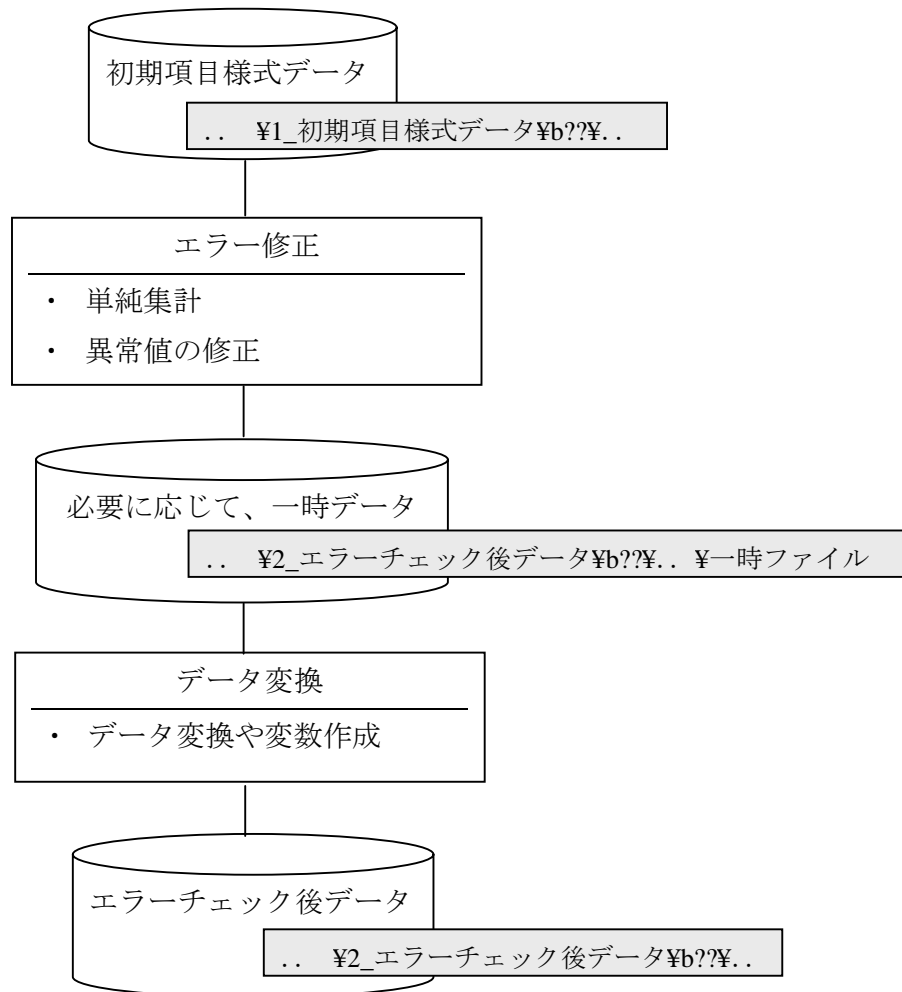 初期項目様式データ
.. ¥1_初期項目様式データ¥b??¥..
エラー修正
・ 単純集計
・ 異常値の修正
必要に応じて、一時データ
.. ¥2_エラーチェック後データ¥b??¥.. ¥一時ファイル
データ変換
・ データ変換や変数作成
エラーチェック後データ
.. ¥2_エラーチェック後データ¥b??¥..